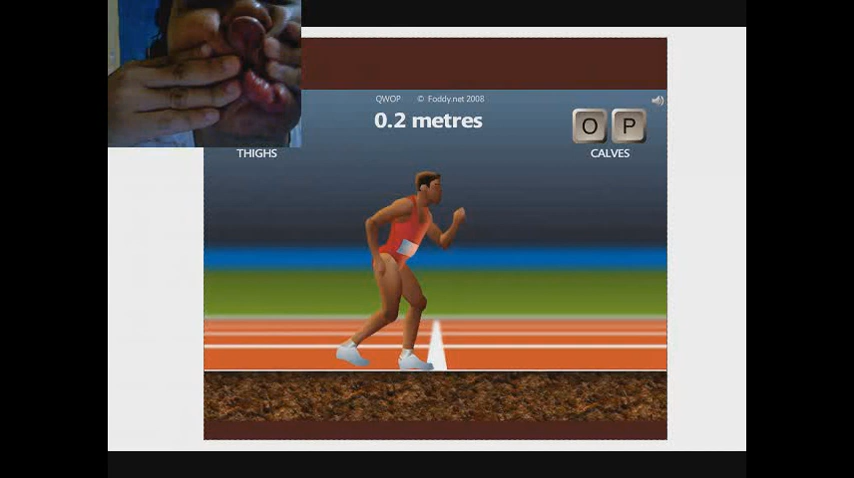 QWOP © Foddy.net 2008
0.2 metres
O P
THIGHS
CALVES